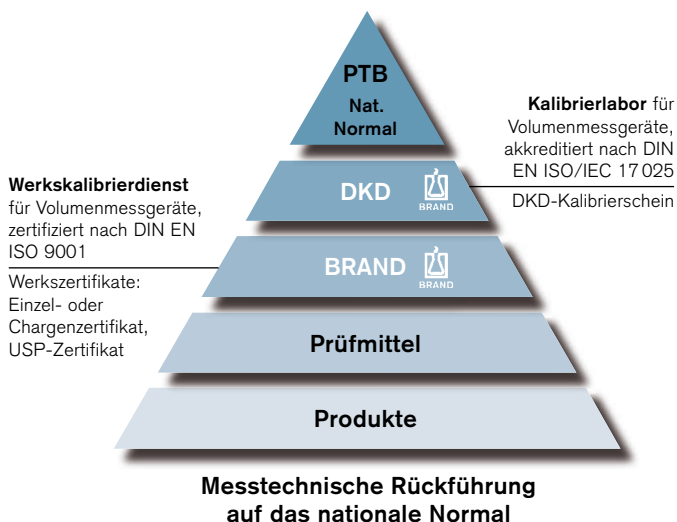 PTB
Nat.
Normal
Kalibrierlabor für
Volumenmessgeräte,
akkreditiert nach DIN
EN ISO/IEC 17 025
DKD-Kalibrierschein
DKD
BRAND
Werkskalibrierdienst
für Volumenmessgeräte,
zertifiziert nach DIN EN
ISO 9001
Werkszertifikate:
Einzel- oder
Chargenzertifikat,
USP-Zertifikat
BRAND
BRAND
Prüfmittel
Produkte
Messtechnische Rückführung
auf das nationale Normal